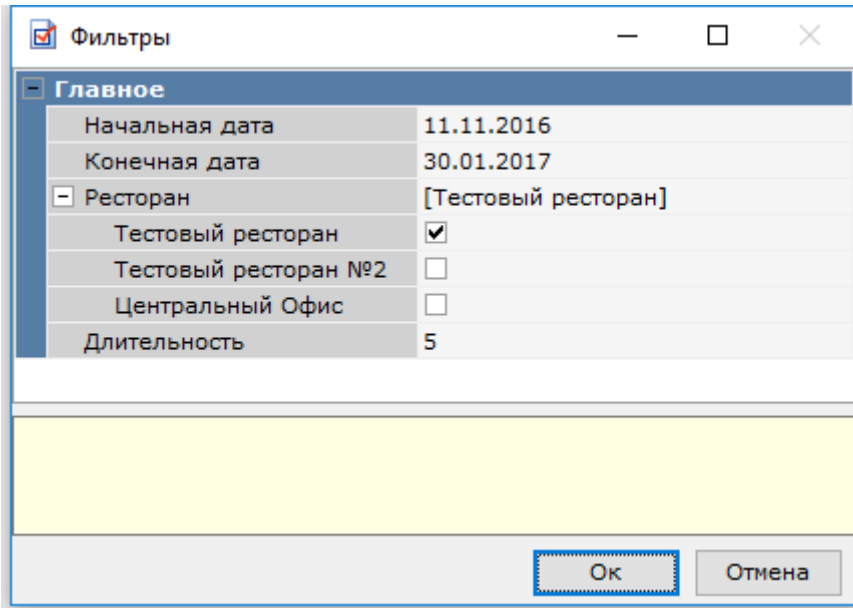 Фильтры
Главное
Начальная дата 11.11.2016
Конечная дата 30.01.2017
Ресторан [Тестовый ресторан]
Тестовый ресторан
Тестовый ресторан №2
Центральный Офис
Длительность 5
Ок Отмена